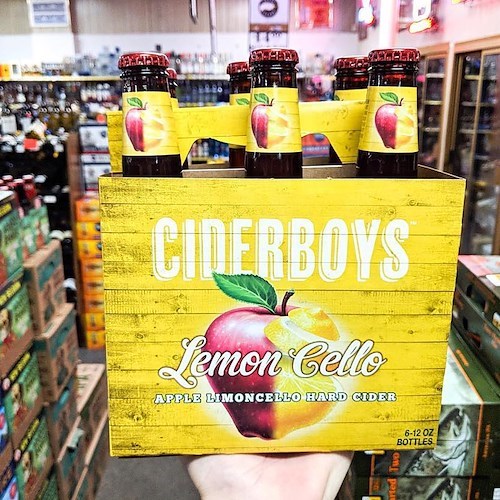 CIDERBOYS
Lemon Cello
APPLE LIMONCELLO HARD CIDER
6-12 OZ
BOTTLES